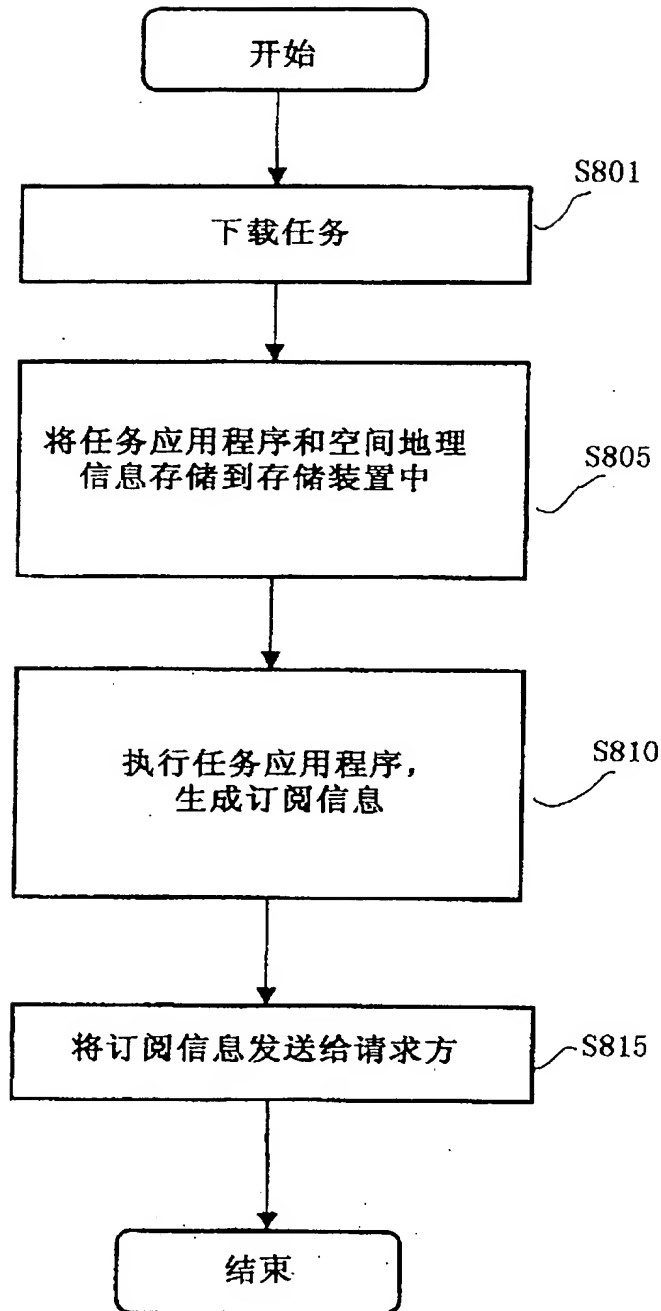 开始
S801
下载任务
将任务应用程序和空间地理
信息存储到存储装置中
S805
执行任务应用程序，
生成订阅信息
S810
将订阅信息发送给请求方
S815
结束